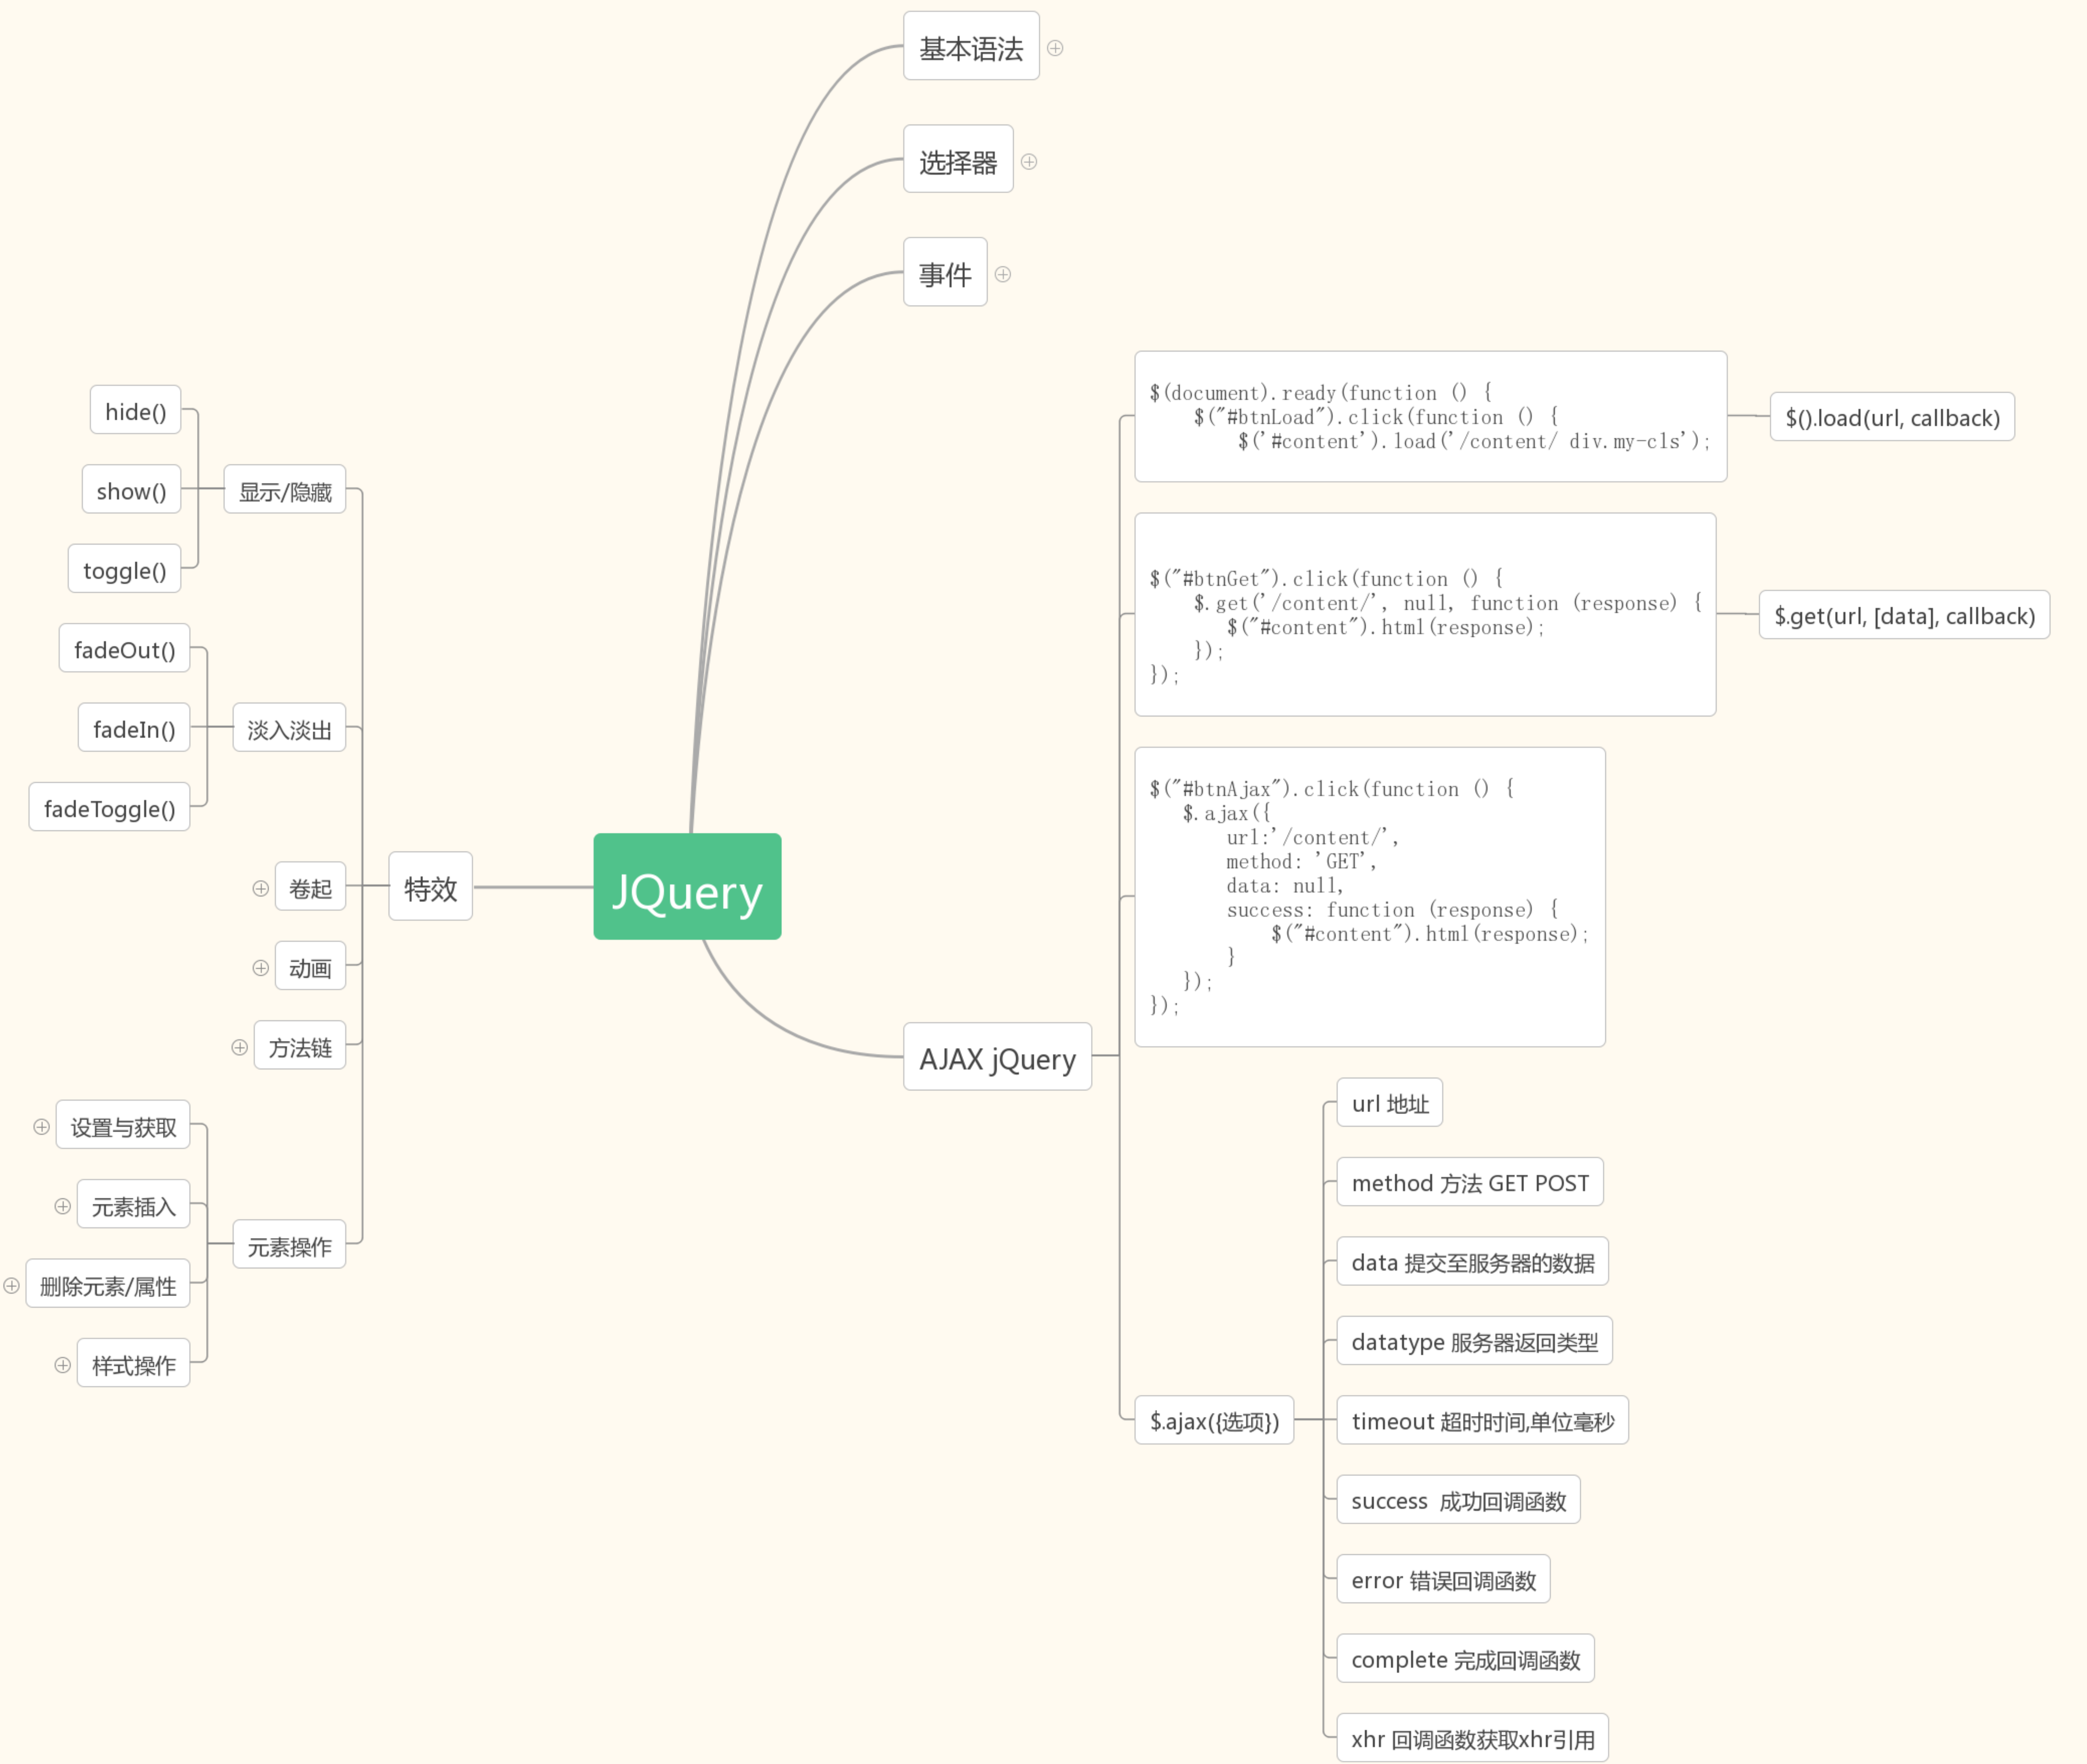 基本语法
选择器
事件
$(document).ready(function () {
    $("#btnLoad").click(function () {
        $('#content').load('/content/ div.my-cls');
$().load(url, callback)
$("#btnGet").click(function () {
    $.get('/content/', null, function (response) {
       $("#content").html(response);
    });
});
$.get(url, [data], callback)
$("#btnAjax").click(function () {
   $.ajax({
       url:'/content/',
       method: 'GET',
       data: null,
       success: function (response) {
           $("#content").html(response);
       }
   });
});
AJAX jQuery
$.ajax({选项})
url 地址
method 方法 GET POST
data 提交至服务器的数据
datatype 服务器返回类型
timeout 超时时间,单位毫秒
success  成功回调函数
error 错误回调函数
complete 完成回调函数
xhr 回调函数获取xhr引用
JQuery
特效
显示/隐藏
hide()
show()
toggle()
淡入淡出
fadeOut()
fadeIn()
fadeToggle()
卷起
动画
方法链
元素操作
设置与获取
元素插入
删除元素/属性
样式操作